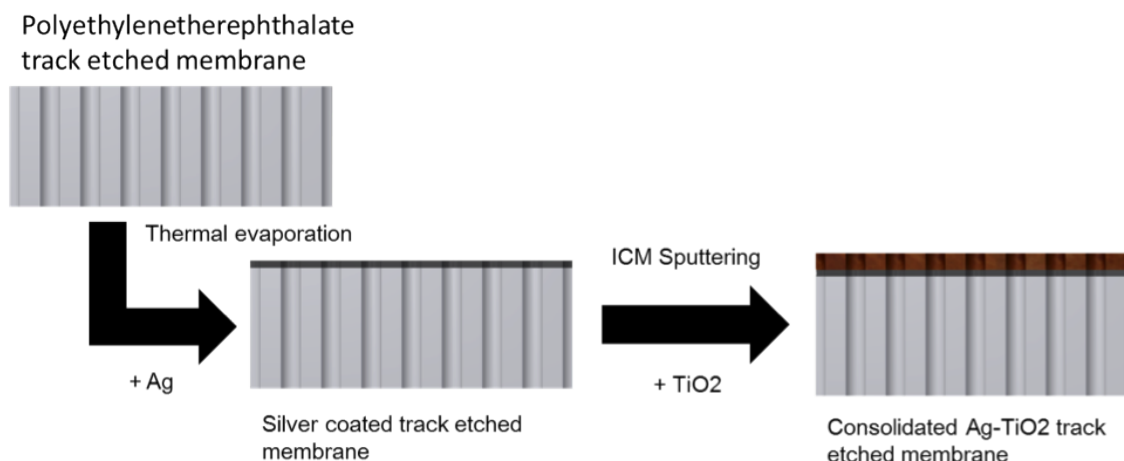 Polyethylenetherephthalate
track etched membrane
Thermal evaporation
+ Ag
Silver coated track etched
membrane
ICM Sputtering
+ TiO2
Consolidated Ag-TiO2 track
etched membrane